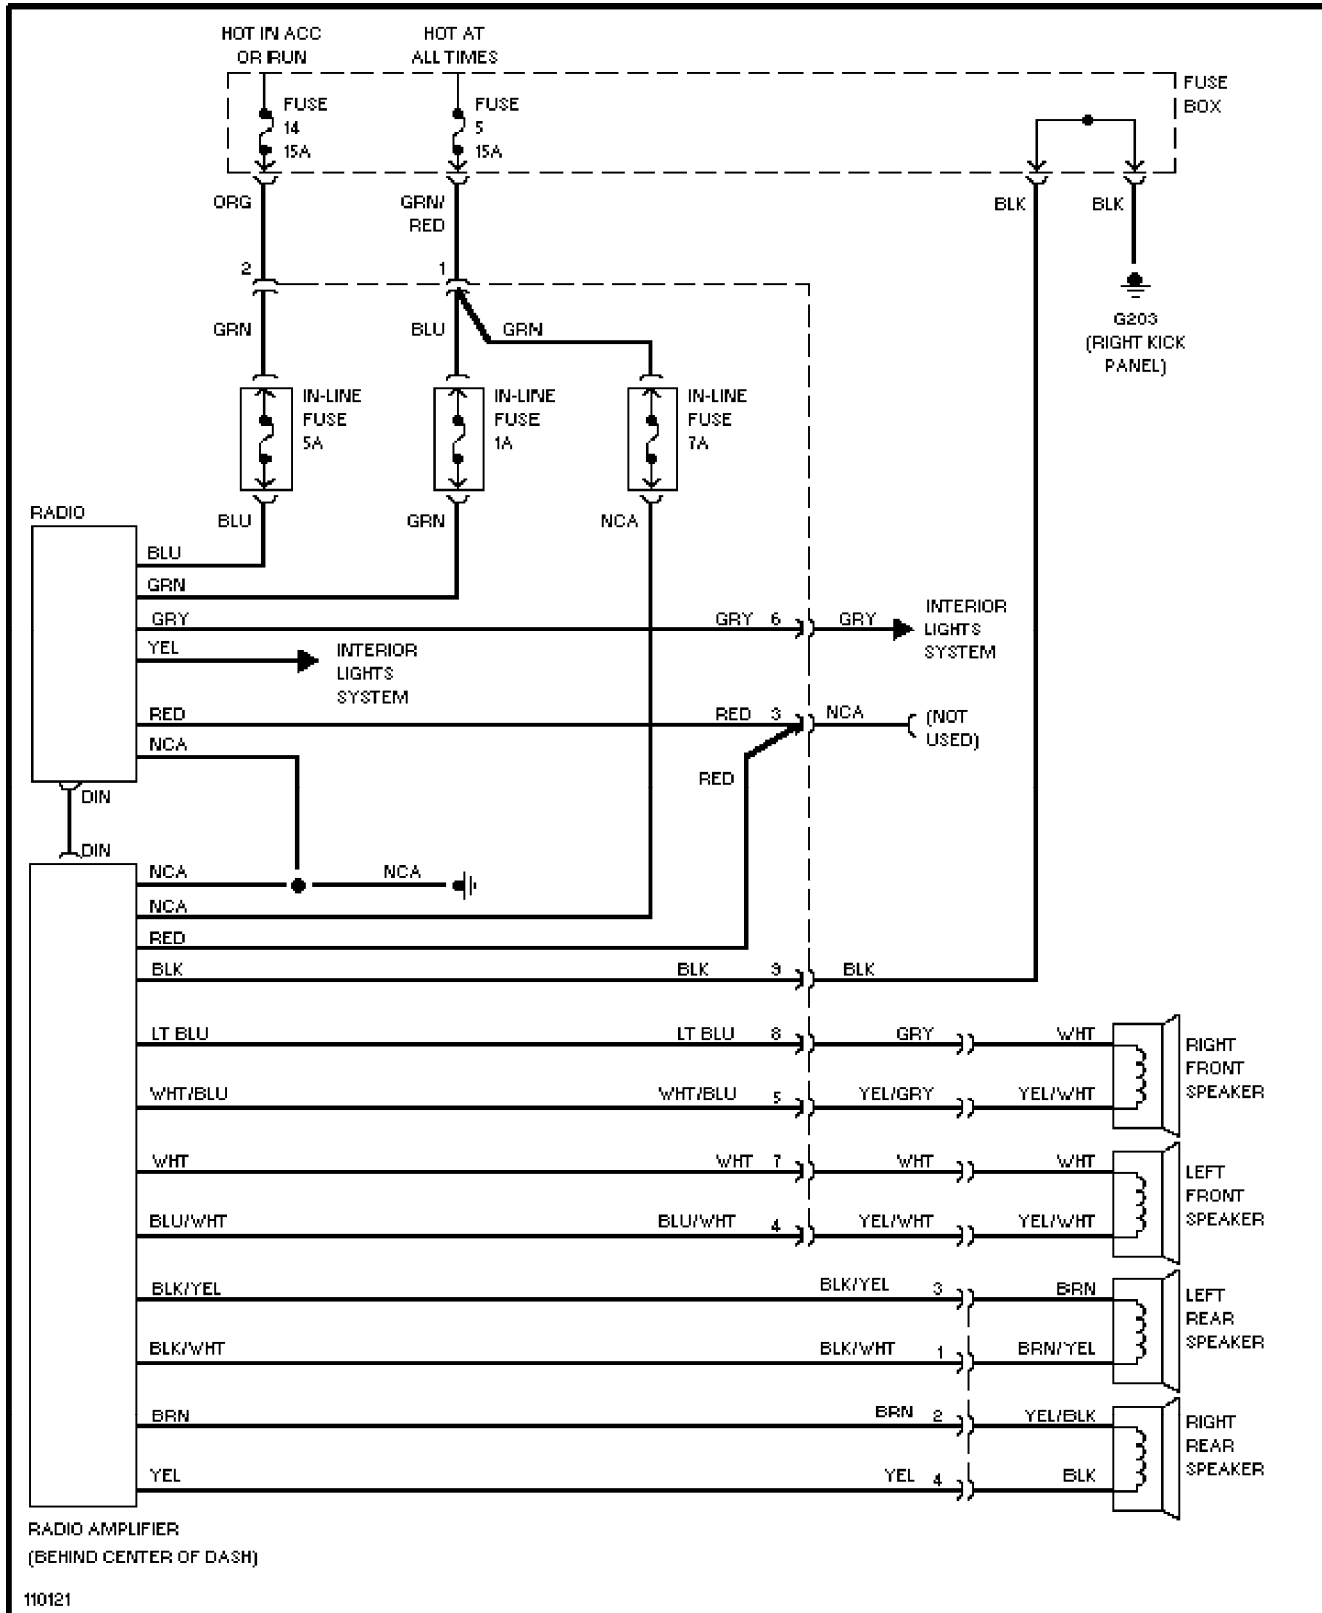 HOT IN ACC
OR RUN
HOT AT
ALL TIMES
FUSE
14
15A
FUSE
5
15A
FUSE
BOX
ORG
GRN/
RED
BLK
BLK
2
1
G203
(RIGHT KICK
PANEL)
GRN
BLU
GRN
IN-LINE
FUSE
5A
IN-LINE
FUSE
1A
IN-LINE
FUSE
7A
BLU
GRN
NCA
RADIO
BLU
GRN
GRY
GRY
6
GRY
INTERIOR
LIGHTS
SYSTEM
YEL
INTERIOR
LIGHTS
SYSTEM
RED
RED
3
NCA
(NOT
USED)
NCA
RED
DIN
DIN
NCA
NCA
NCA
RED
BLK
BLK
9
BLK
LT BLU
LT BLU
8
GRY
WHT
RIGHT
FRONT
SPEAKER
WHT/BLU
WHT/BLU
5
YEL/GRY
YEL/WHT
WHT
WHT
7
WHT
WHT
LEFT
FRONT
SPEAKER
BLU/WHT
BLU/WHT
4
YEL/WHT
YEL/WHT
BLK/YEL
BLK/YEL
3
BRN
LEFT
REAR
SPEAKER
BLK/WHT
BLK/WHT
1
BRN/YEL
BRN
BRN
2
YEL/BLK
RIGHT
REAR
SPEAKER
YEL
YEL
4
BLK
RADIO AMPLIFIER
(BEHIND CENTER OF DASH)
110121